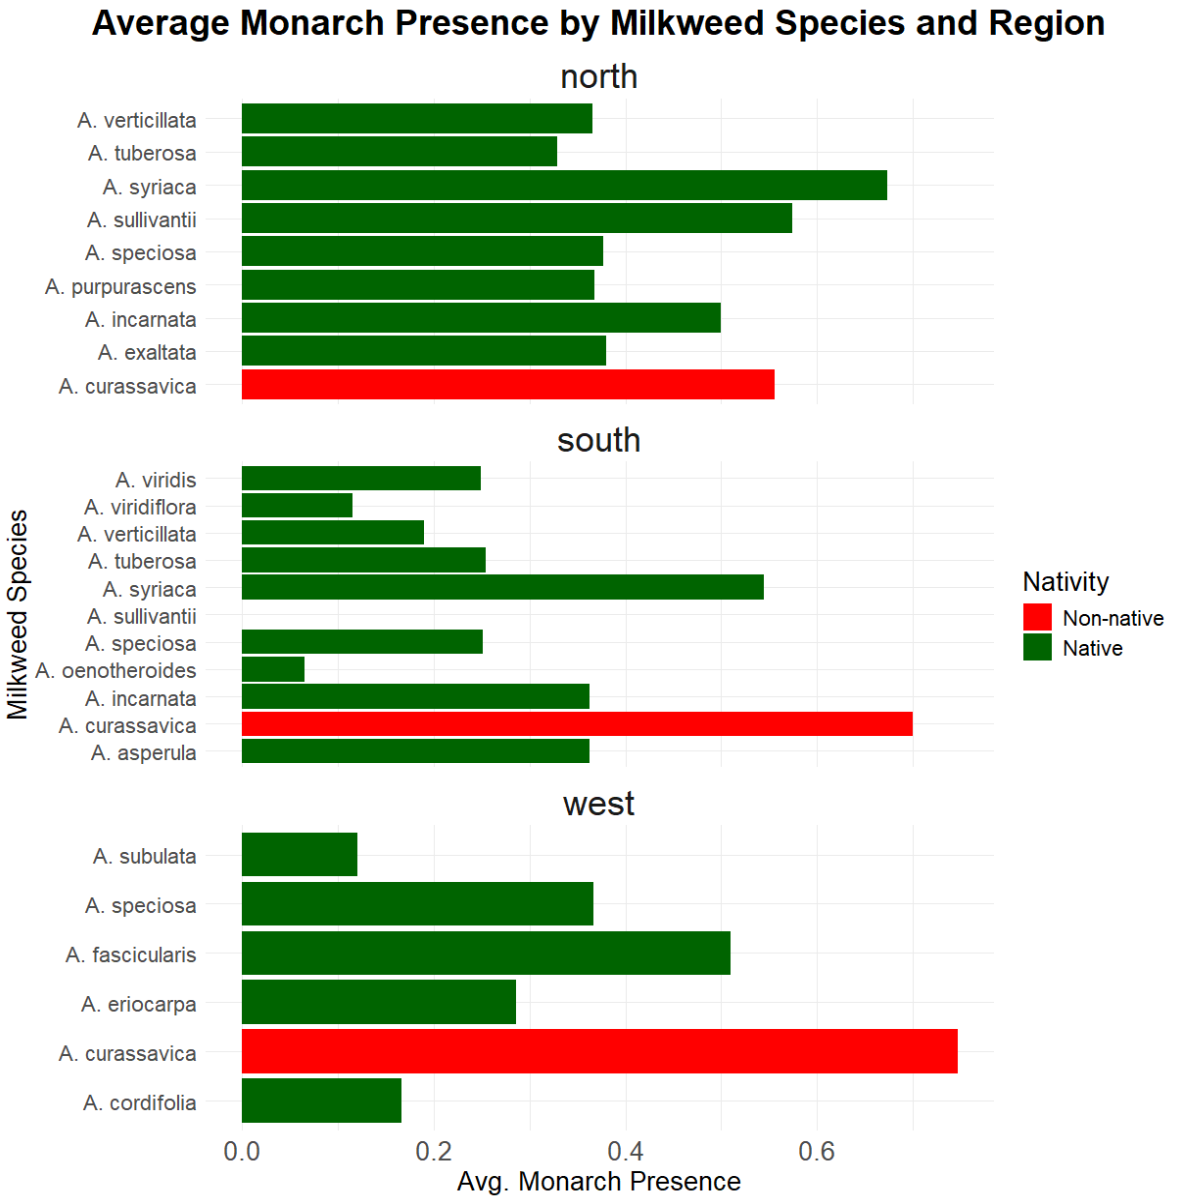 Average Monarch Presence by Milkweed Species and Region
north
A. verticillata
A. tuberosa
A. syriaca
A. sullivantii
A. speciosa
A. purpurascens
A. incarnata
A. exaltata
A. curassavica
south
A. viridis
A. viridiflora
A. verticillata
A. tuberosa
A. syriaca
A. sullivantii
A. speciosa
A. oenotheroides
A. incarnata
A. curassavica
A. asperula
west
A. subulata
A. speciosa
A. fascicularis
A. eriocarpa
A. curassavica
A. cordifolia
0.0 0.2 0.4 0.6
Avg. Monarch Presence
Milkweed Species
Nativity
Non-native
Native